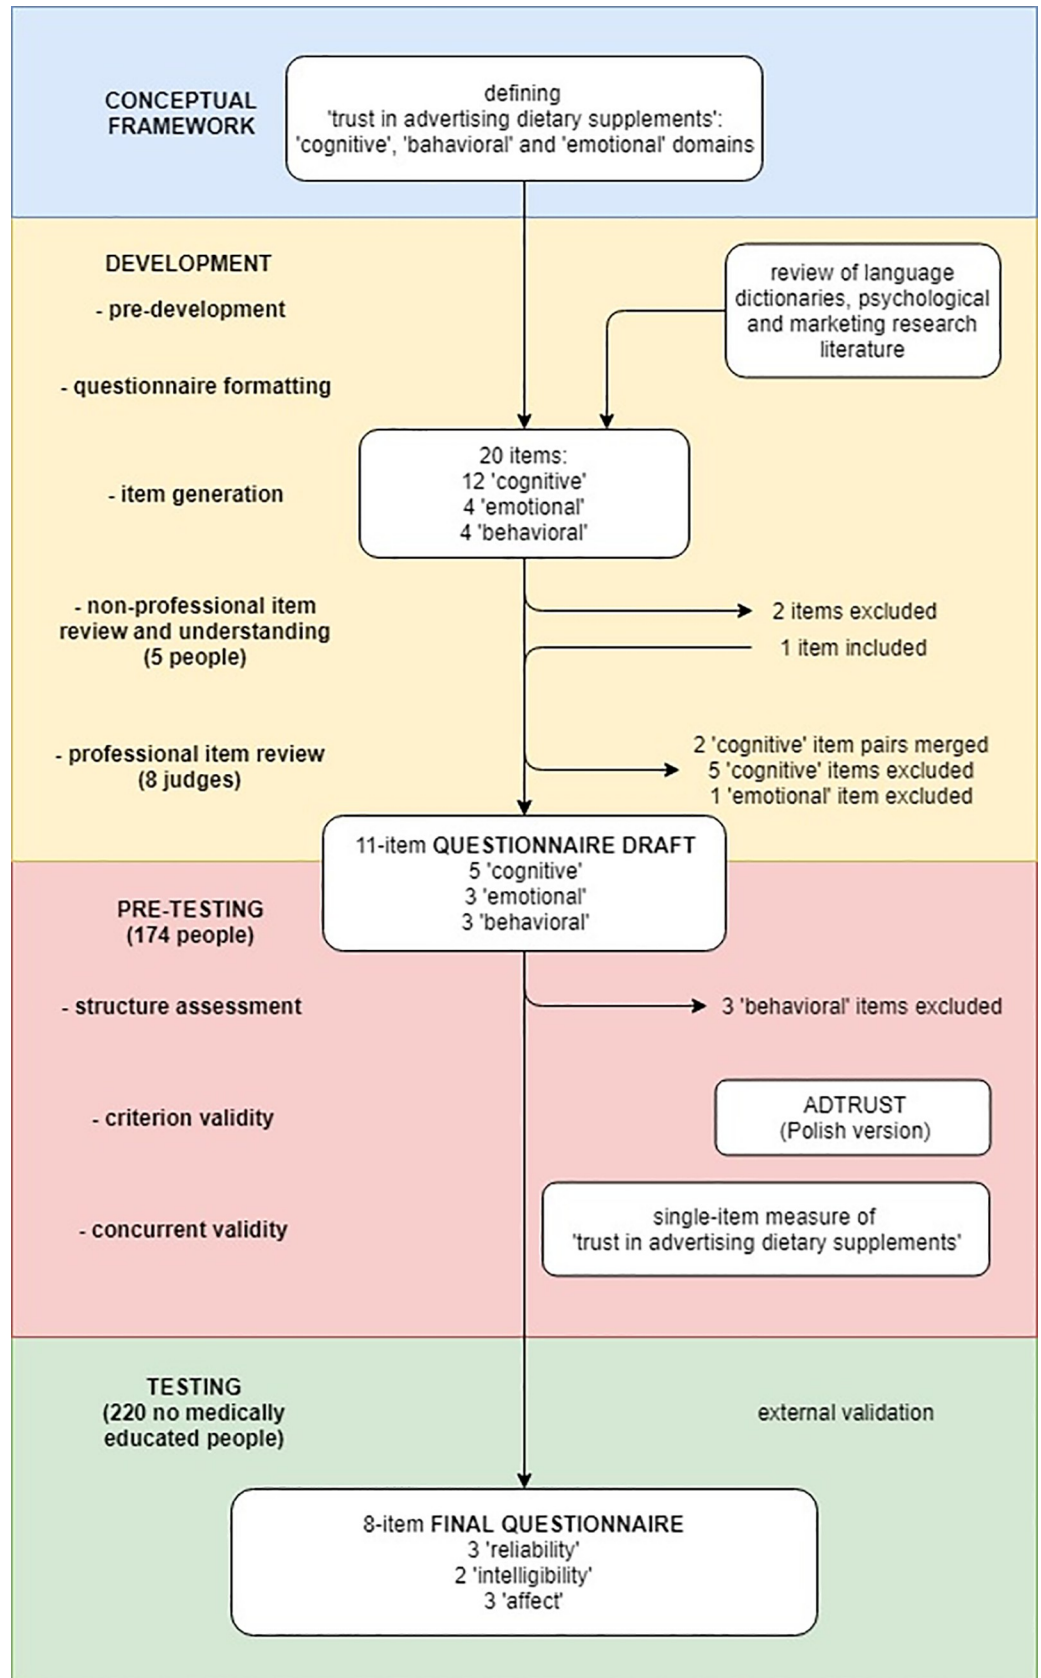 CONCEPTUAL
FRAMEWORK
defining
'trust in advertising dietary supplements':
'cognitive', 'bahavioral' and 'emotional' domains
DEVELOPMENT
- pre-development
review of language
dictionaries, psychological
and marketing research
literature
- questionnaire formatting
- item generation
20 items:
12 'cognitive'
4 'emotional'
4 'behavioral'
- non-professional item
review and understanding
(5 people)
2 items excluded
1 item included
- professional item review
(8 judges)
2 'cognitive' item pairs merged
5 'cognitive' items excluded
1 'emotional' item excluded
11-item QUESTIONNAIRE DRAFT
5 'cognitive'
3 'emotional'
3 'behavioral'
PRE-TESTING
(174 people)
- structure assessment
3 'behavioral' items excluded
- criterion validity
ADTRUST
(Polish version)
- concurrent validity
single-item measure of
'trust in advertising dietary supplements'
TESTING
(220 no medically
educated people)
external validation
8-item FINAL QUESTIONNAIRE
3 'reliability'
2 'intelligibility'
3 'affect'